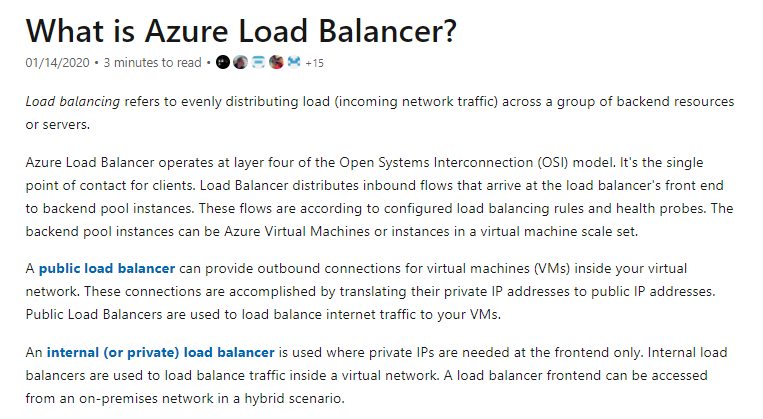 What is Azure Load Balancer?
01/14/2020 • 3 minutes to read • +15
Load balancing refers to evenly distributing load (incoming network traffic) across a group of backend resources
or servers.
Azure Load Balancer operates at layer four of the Open Systems Interconnection (OSI) model. It's the single
point of contact for clients. Load Balancer distributes inbound flows that arrive at the load balancer's front end
to backend pool instances. These flows are according to configured load balancing rules and health probes. The
backend pool instances can be Azure Virtual Machines or instances in a virtual machine scale set.
A public load balancer can provide outbound connections for virtual machines (VMs) inside your virtual
network. These connections are accomplished by translating their private IP addresses to public IP addresses.
Public Load Balancers are used to load balance internet traffic to your VMs.
An internal (or private) load balancer is used where private IPs are needed at the frontend only. Internal load
balancers are used to load balance traffic inside a virtual network. A load balancer frontend can be accessed
from an on-premises network in a hybrid scenario.